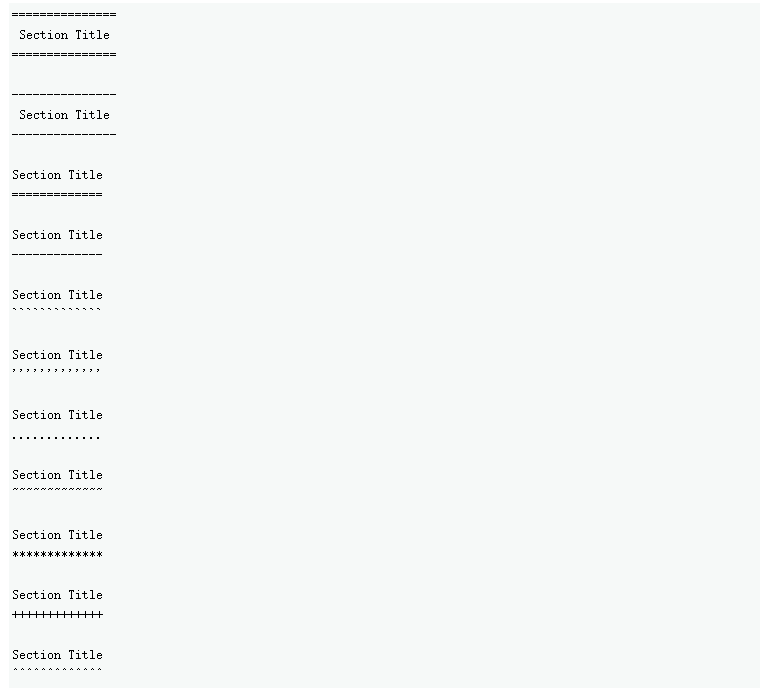 ===============
 Section Title
===============

---------------
 Section Title
---------------

Section Title
=============

Section Title
-------------

Section Title
`````````````

Section Title
'''''''''''''

Section Title
.............

Section Title
~~~~~~~~~~~~~

Section Title
*************

Section Title
+++++++++++++

Section Title
^^^^^^^^^^^^^